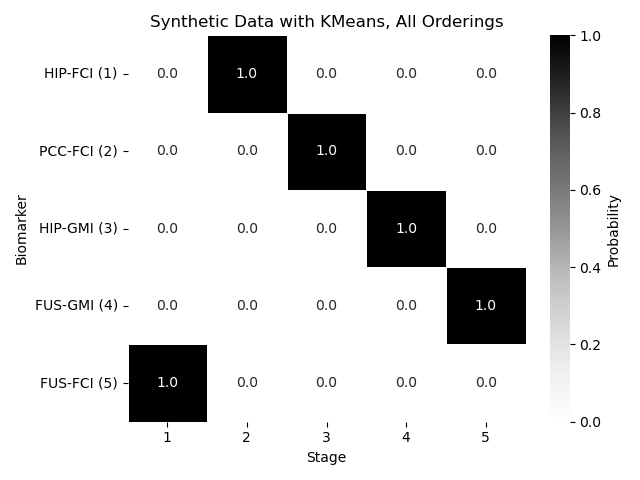 Synthetic Data with KMeans, All Orderings
HIP-FCI (1) 0.0 1.0 0.0 0.0 0.0
PCC-FCI (2) 0.0 0.0 1.0 0.0 0.0
HIP-GMI (3) 0.0 0.0 0.0 1.0 0.0
FUS-GMI (4) 0.0 0.0 0.0 0.0 1.0
FUS-FCI (5) 1.0 0.0 0.0 0.0 0.0
1 2 3 4 5
Stage
Biomarker
1.0
0.8
0.6
0.4
0.2
0.0
Probability